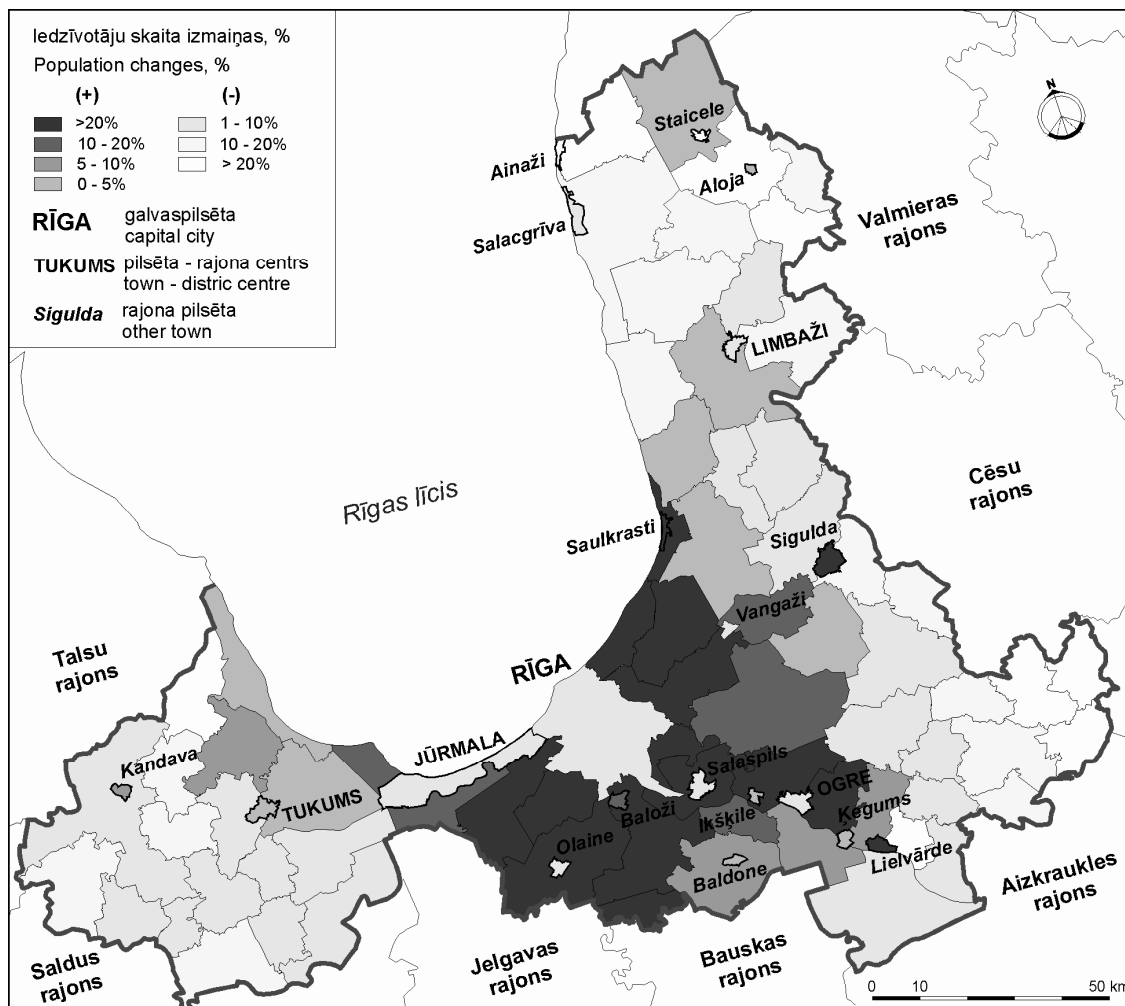 Iedzīvotāju skaita izmaiņas, %
Population changes, %
(+) (-)
>20% 1 - 10%
10 - 20% 10 - 20%
5 - 10% > 20%
0 - 5%
RĪGA galvaspilsēta
capital city
TUKUMS pilsēta - rajona centrs
town - distric centre
Sigulda rajona pilsēta
other town
N
Staicele
Ainaži
Aloja
Salacgrīva
Valmieras
rajons
LIMBAŽI
Cēsu
rajons
Rīgas līcis
Saulkrasti
Sigulda
Vangaži
Talsu
rajons
RĪGA
JŪRMALA
Kandava
TUKUMS
Salaspils
OGRE
Baloži
Ikšķile
Ķegums
Olaine
Baldone
Lielvārde
Aizkraukles
rajons
Saldus
rajons
Jelgavas
rajons
Bauskas
rajons
0 10 50 km